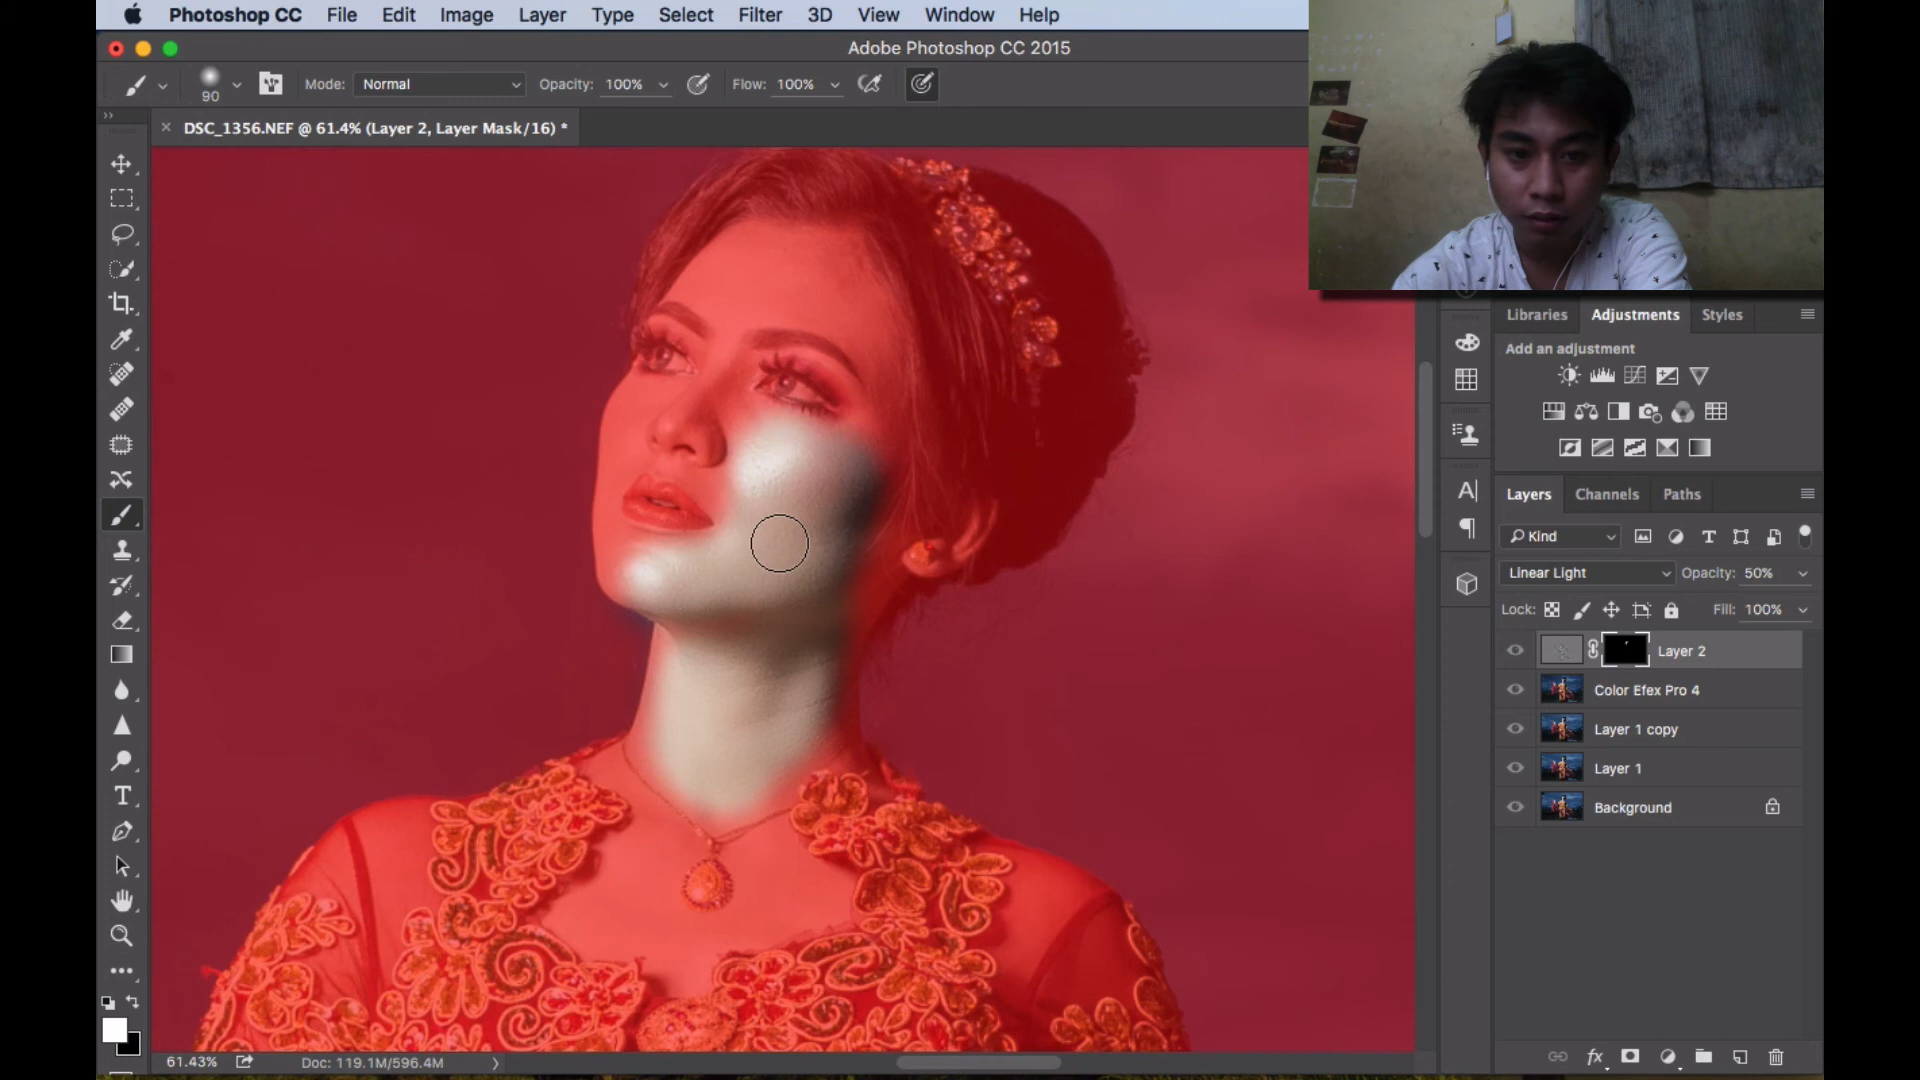 Photoshop CC File Edit Image Layer Type Select Filter 3D View Window Help
Adobe Photoshop CC 2015
90 Mode: Normal Opacity: 100% Flow: 100%
DSC_1356.NEF @ 61.4% (Layer 2, Layer Mask/16) *
Libraries Adjustments Styles
Add an adjustment
Layers Channels Paths
Kind
Linear Light Opacity: 50%
Lock: Fill: 100%
Layer 2
Color Efex Pro 4
Layer 1 copy
Layer 1
Background
61.43% Doc: 119.1M/596.4M